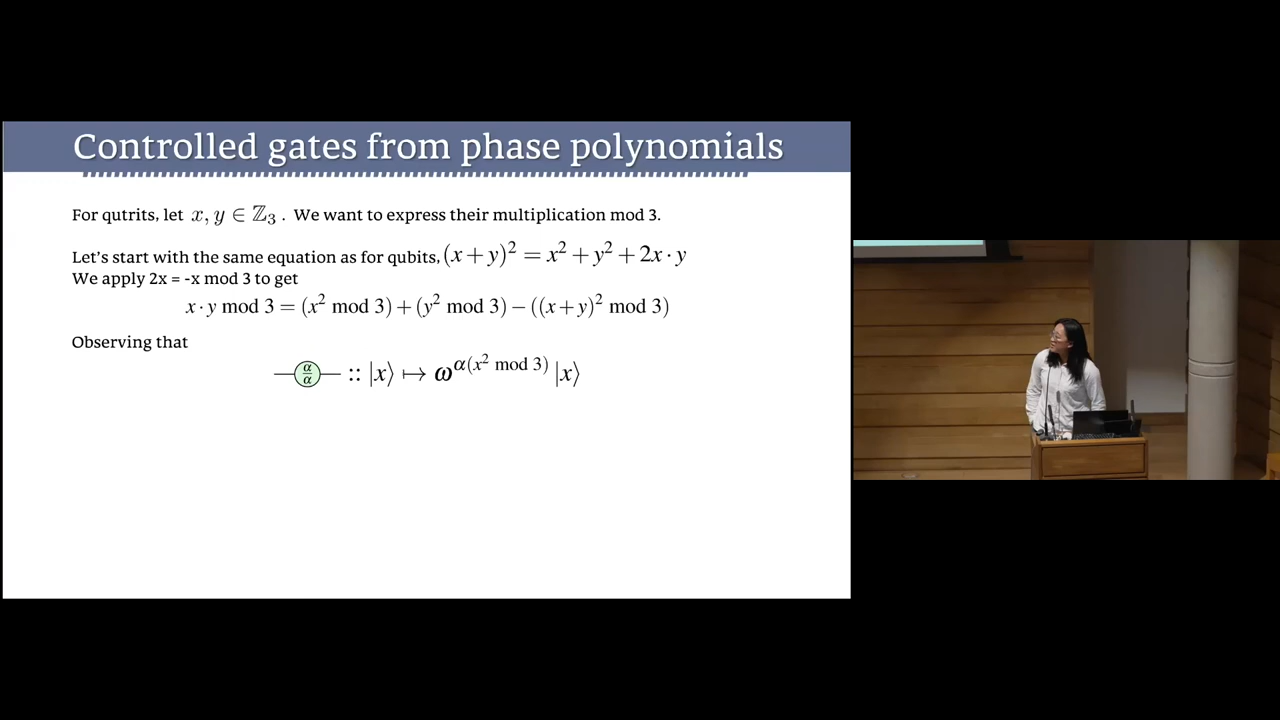 Controlled gates from phase polynomials
For qutrits, let x, y ∈ ℤ₃ . We want to express their multiplication mod 3.
Let's start with the same equation as for qubits, (x + y)² = x² + y² + 2x · y
We apply 2x = -x mod 3 to get
x · y mod 3 = (x² mod 3) + (y² mod 3) − ((x+y)² mod 3)
Observing that
α/α :: |x⟩ ↦ ω^{α(x² mod 3)} |x⟩